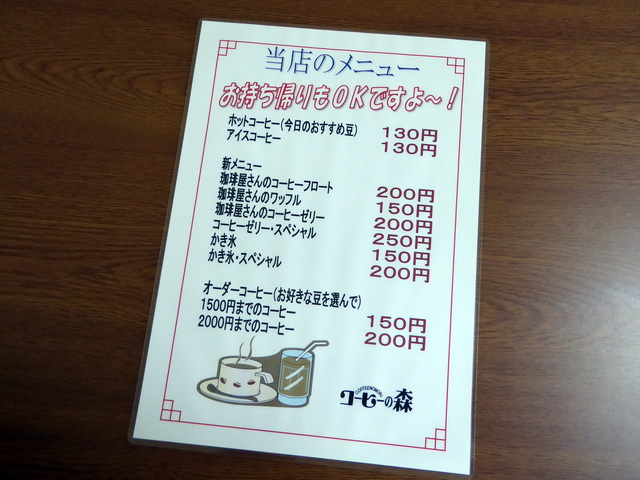 当店のメニュー
お持ち帰りもOKですよ～！
ホットコーヒー(今日のおすすめ豆) 130円
アイスコーヒー 130円
新メニュー
珈琲屋さんのコーヒーフロート 200円
珈琲屋さんのワッフル 150円
珈琲屋さんのコーヒーゼリー 200円
コーヒーゼリー・スペシャル 250円
かき氷 150円
かき氷・スペシャル 200円
オーダーコーヒー(お好きな豆を選んで)
1500円までのコーヒー 150円
2000円までのコーヒー 200円
COFFEENOMORI
コーヒーの森